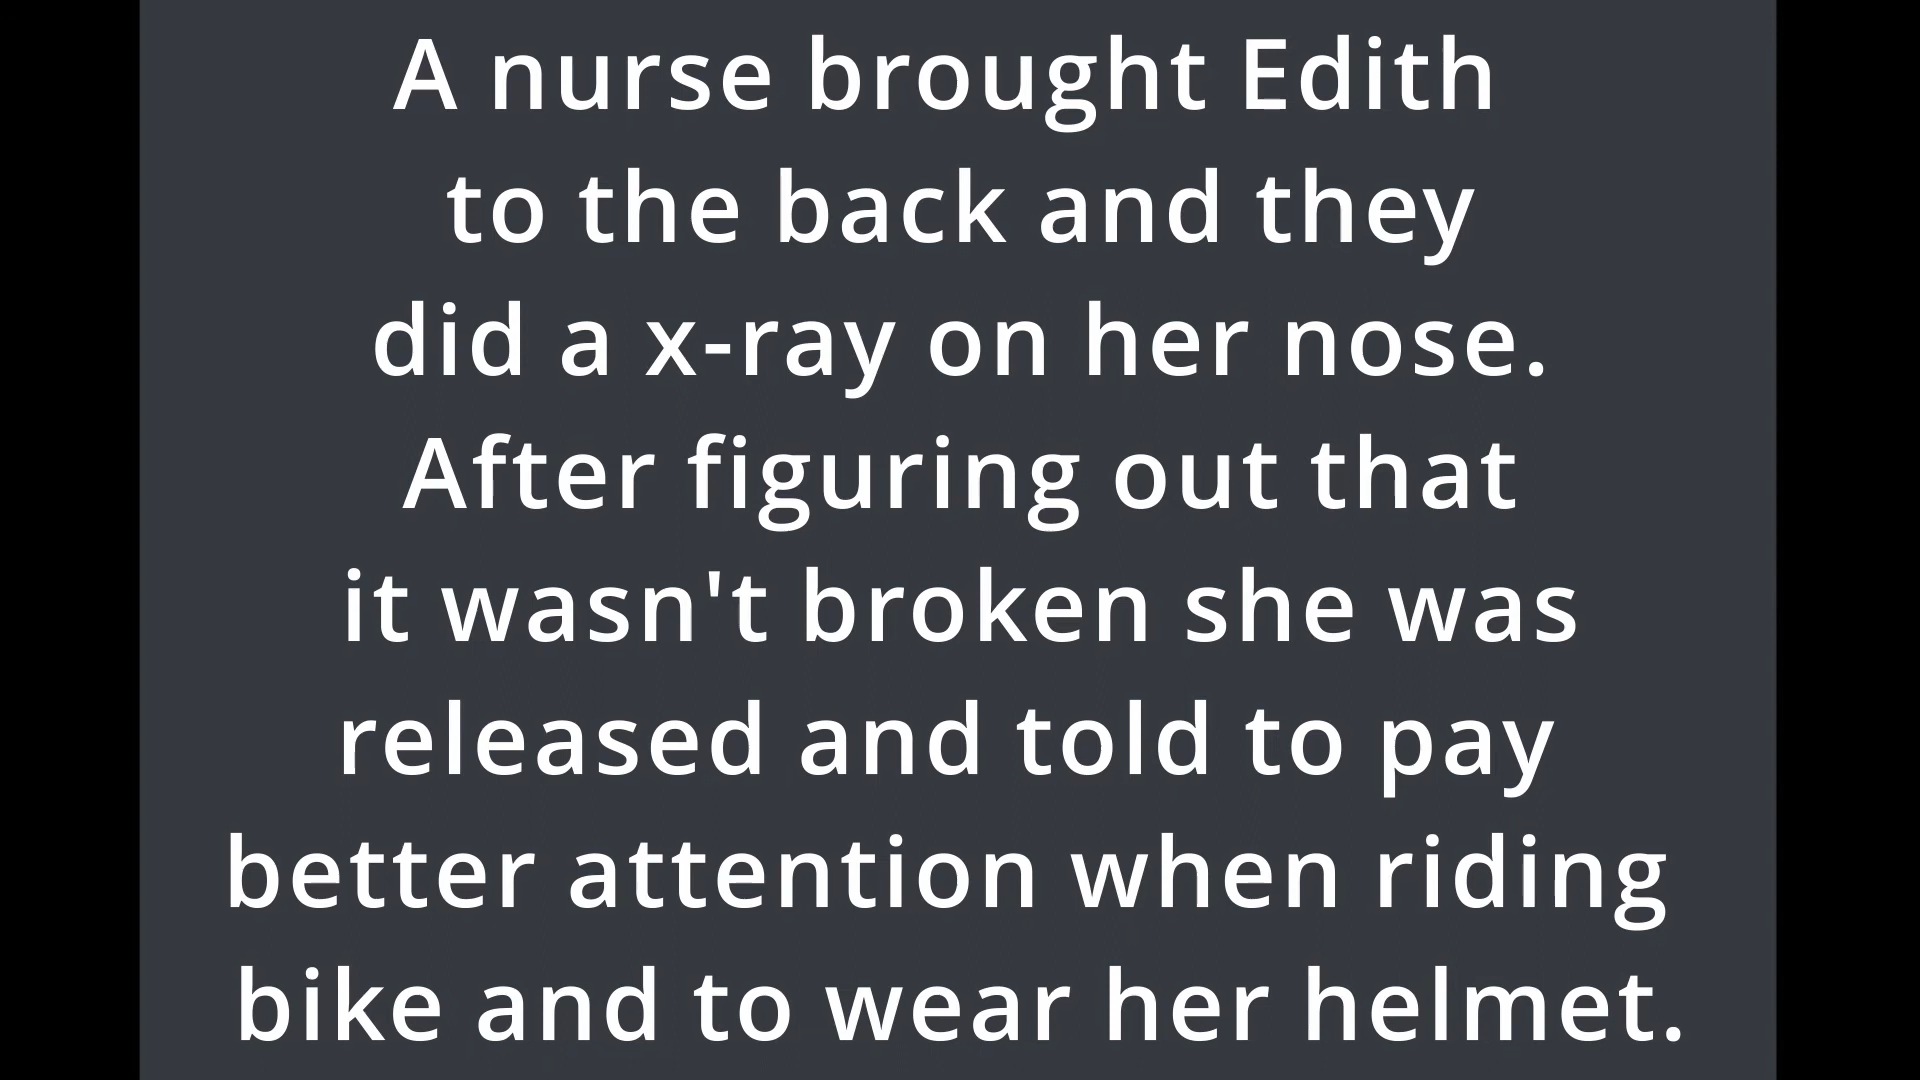 A nurse brought Edith
to the back and they
did a x-ray on her nose.
After figuring out that
it wasn't broken she was
released and told to pay
better attention when riding
bike and to wear her helmet.